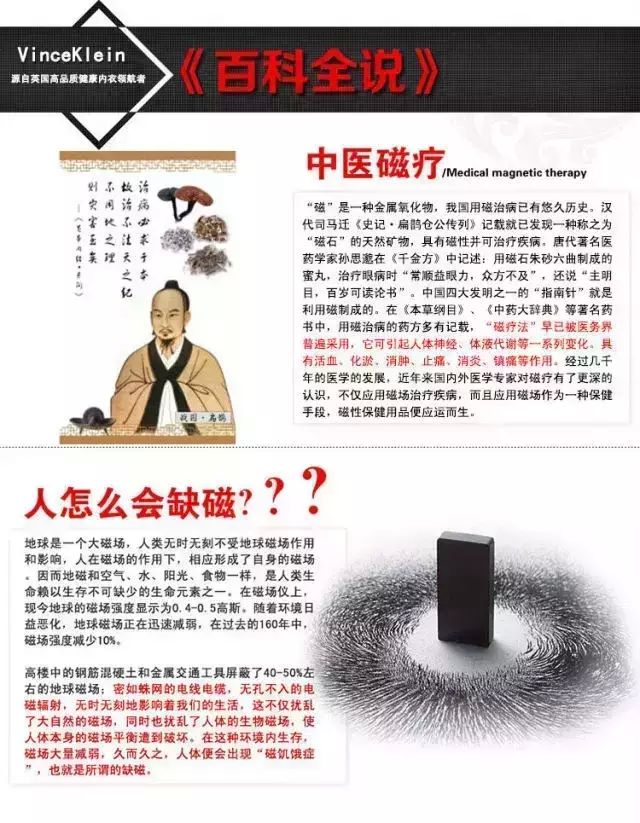 VinceKlein
源自英国高品质健康内衣领航者
《百科全说》
中医磁疗/Medical magnetic therapy
治病必求于本
故治不法天之纪
不用地之理
则灾害至矣
战国·扁鹊
“磁”是一种金属氧化物，我国用磁治病已有悠久历史。汉
代司马迁《史记·扁鹊仓公传列》记载就已发现一种称之为
“磁石”的天然矿物，具有磁性并可治疗疾病。唐代著名医
药学家孙思邈在《千金方》中记述：用磁石朱砂六曲制成的
蜜丸，治疗眼病时“常顺益眼力，众方不及”，还说“主明
目，百岁可读论书”。中国四大发明之一的“指南针”就是
利用磁制成的。在《本草纲目》、《中药大辞典》等著名药
书中，用磁治病的药方多有记载，“磁疗法”早已被医务界
普遍采用，它可引起人体神经、体液代谢等一系列变化。具
有活血、化淤、消肿、止痛、消炎、镇痛等作用。经过几千
年的医学的发展，近年来国内外医学专家对磁疗有了更深的
认识，不仅应用磁场治疗疾病，而且应用磁场作为一种保健
手段，磁性保健用品便应运而生。
人怎么会缺磁？？？
地球是一个大磁场，人类无时无刻不受地球磁场作用
和影响，人在磁场的作用下，相应形成了自身的磁场
。因而地磁和空气、水、阳光、食物一样，是人类生
命赖以生存不可缺少的生命元素之一。在磁场仪上，
现今地球的磁场强度显示为0.4-0.5高斯。随着环境日
益恶化，地球磁场正在迅速减弱，在过去的160年中，
磁场强度减少10%。
高楼中的钢筋混硬土和金属交通工具屏蔽了40-50%左
右的地球磁场；密如蛛网的电线电缆，无孔不入的电
磁辐射，无时无刻地影响着我们的生活，这不仅扰乱
了大自然的磁场，同时也扰乱了人体的生物磁场，使
人体本身的磁场平衡遭到破坏。在这种环境内生存，
磁场大量减弱，久而久之，人体便会出现“磁饥饿症
”，也就是所谓的缺磁。